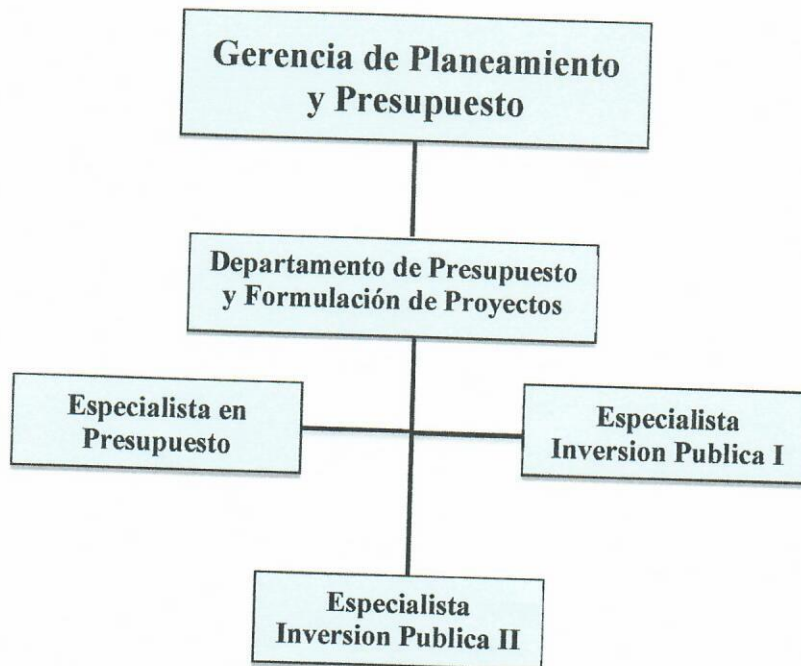 Gerencia de Planeamiento
y Presupuesto
Departamento de Presupuesto
y Formulación de Proyectos
Especialista en
Presupuesto
Especialista
Inversion Publica I
Especialista
Inversion Publica II